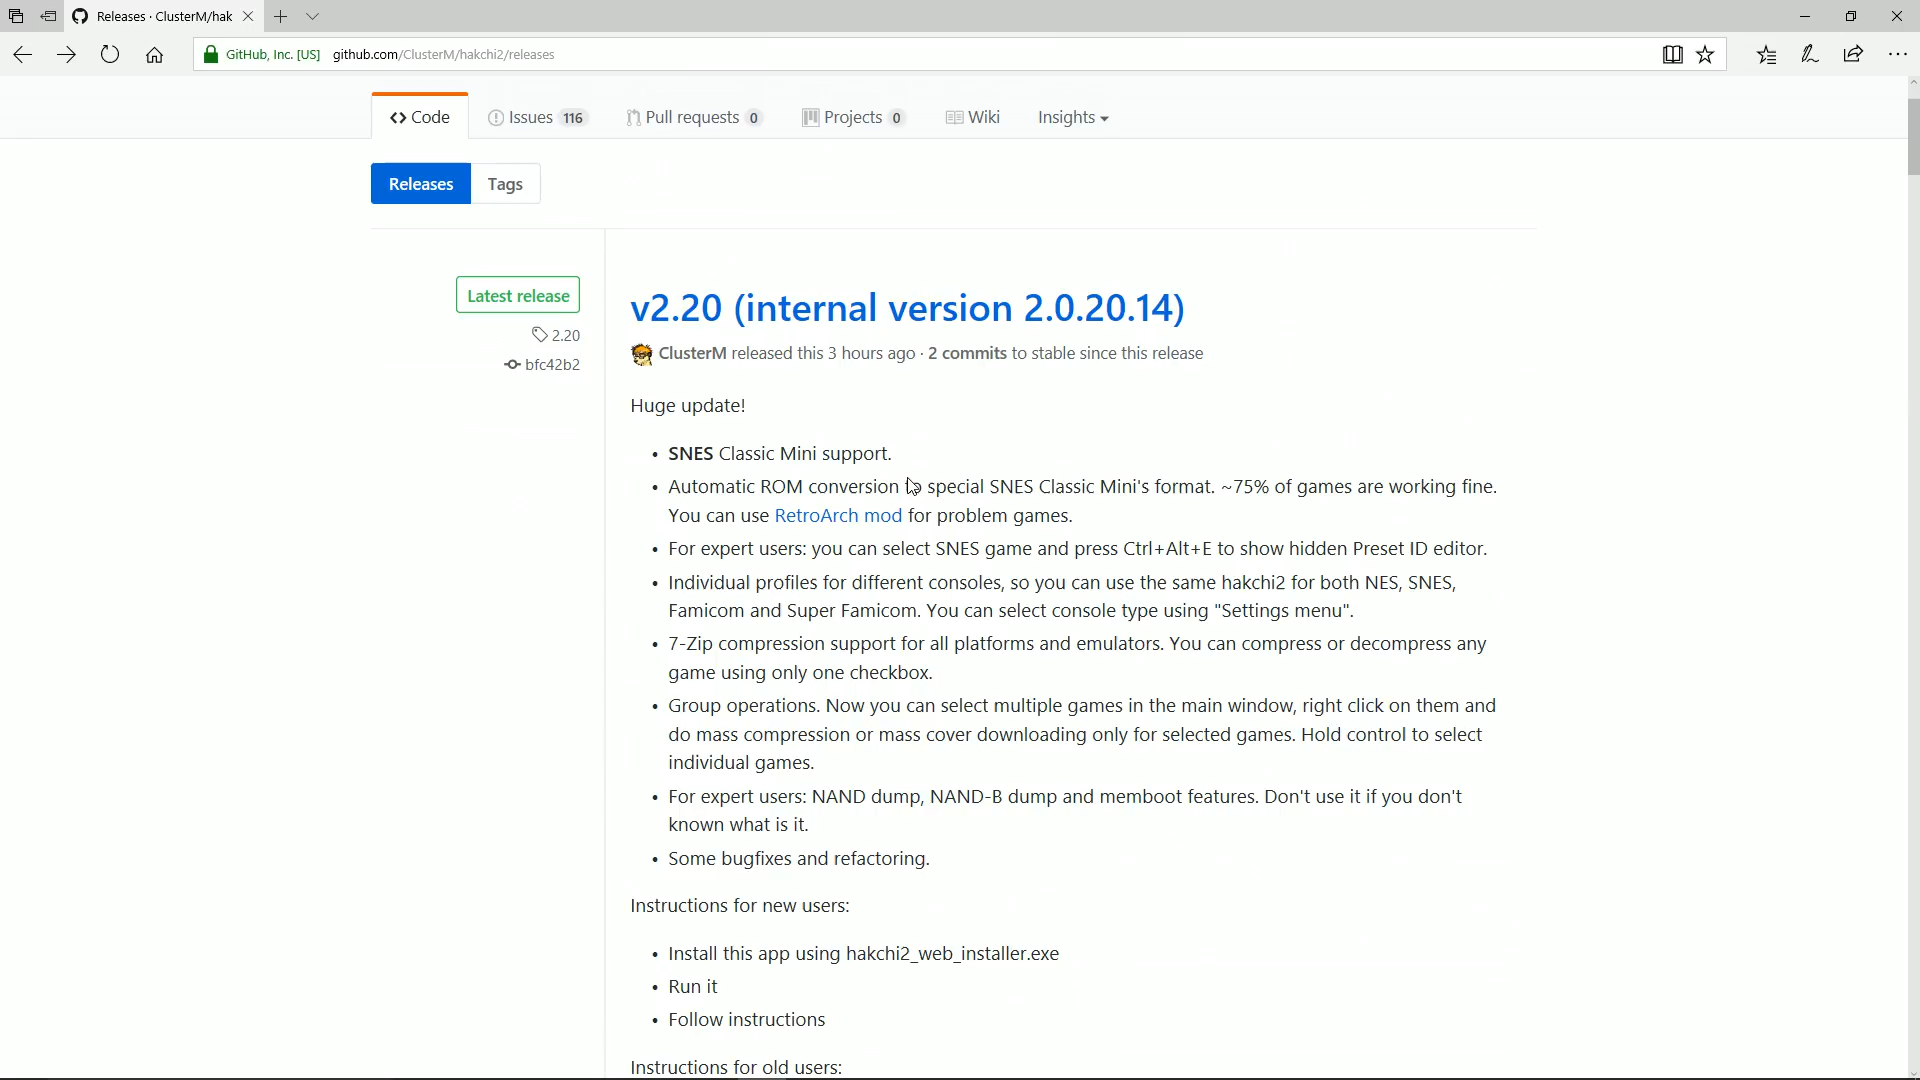 Releases · ClusterM/hak
GitHub, Inc. [US] github.com/ClusterM/hakchi2/releases
Code Issues 116 Pull requests 0 Projects 0 Wiki Insights
Releases Tags
Latest release
2.20
bfc42b2
v2.20 (internal version 2.0.20.14)
ClusterM released this 3 hours ago · 2 commits to stable since this release
Huge update!
• SNES Classic Mini support.
• Automatic ROM conversion to special SNES Classic Mini's format. ~75% of games are working fine.
You can use RetroArch mod for problem games.
• For expert users: you can select SNES game and press Ctrl+Alt+E to show hidden Preset ID editor.
• Individual profiles for different consoles, so you can use the same hakchi2 for both NES, SNES,
Famicom and Super Famicom. You can select console type using "Settings menu".
• 7-Zip compression support for all platforms and emulators. You can compress or decompress any
game using only one checkbox.
• Group operations. Now you can select multiple games in the main window, right click on them and
do mass compression or mass cover downloading only for selected games. Hold control to select
individual games.
• For expert users: NAND dump, NAND-B dump and memboot features. Don't use it if you don't
known what is it.
• Some bugfixes and refactoring.
Instructions for new users:
• Install this app using hakchi2_web_installer.exe
• Run it
• Follow instructions
Instructions for old users: